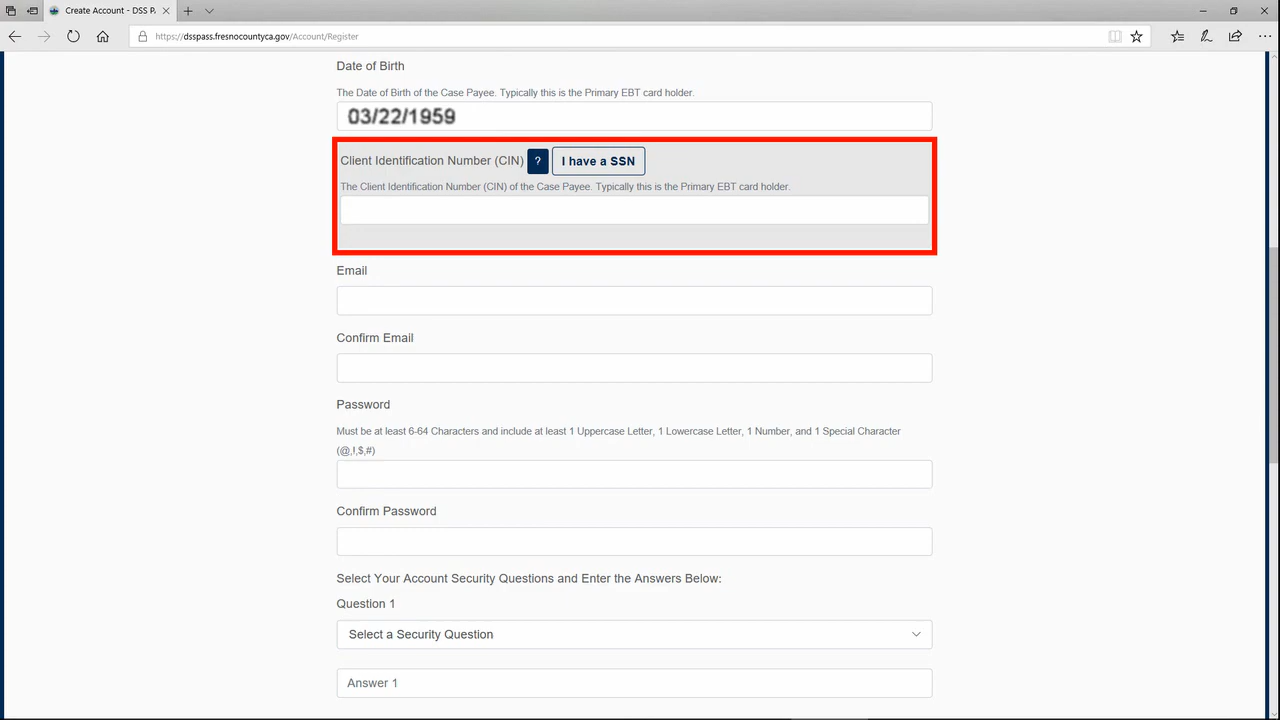 Create Account - DSS P
https://dsspass.fresnocountyca.gov/Account/Register
Date of Birth
The Date of Birth of the Case Payee. Typically this is the Primary EBT card holder.
03/22/1959
Client Identification Number (CIN) ? I have a SSN
The Client Identification Number (CIN) of the Case Payee. Typically this is the Primary EBT card holder.
Email
Confirm Email
Password
Must be at least 6-64 Characters and include at least 1 Uppercase Letter, 1 Lowercase Letter, 1 Number, and 1 Special Character
(@,!,$,#)
Confirm Password
Select Your Account Security Questions and Enter the Answers Below:
Question 1
Select a Security Question
Answer 1